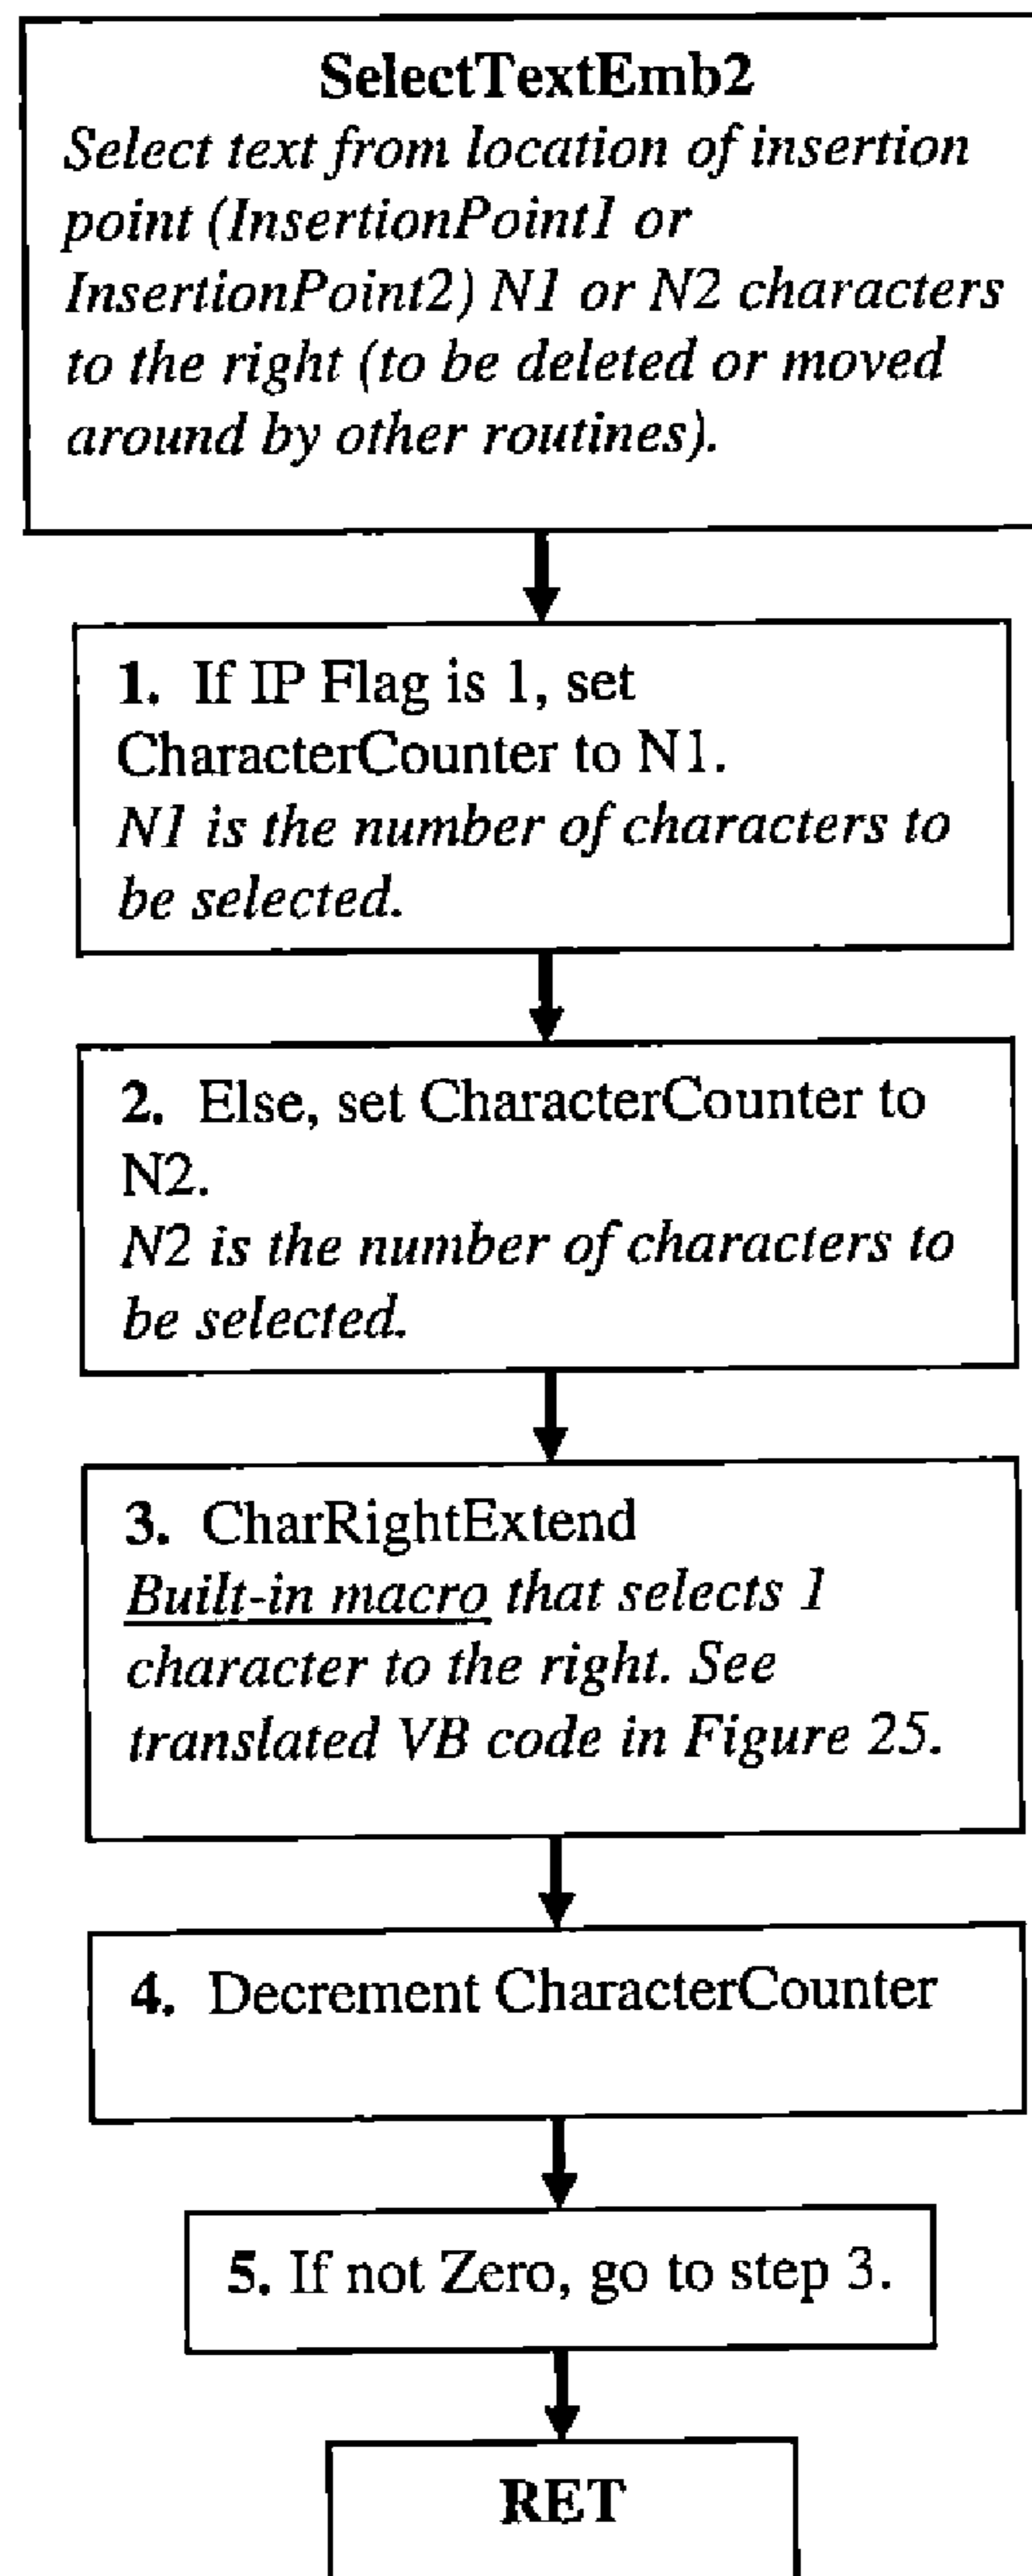 SelectTextEmb2
Select text from location of insertion
point (InsertionPoint1 or
InsertionPoint2) N1 or N2 characters
to the right (to be deleted or moved
around by other routines).
1. If IP Flag is 1, set
CharacterCounter to N1.
N1 is the number of characters to
be selected.
2. Else, set CharacterCounter to
N2.
N2 is the number of characters to
be selected.
3. CharRightExtend
Built-in macro that selects 1
character to the right. See
translated VB code in Figure 25.
4. Decrement CharacterCounter
5. If not Zero, go to step 3.
RET